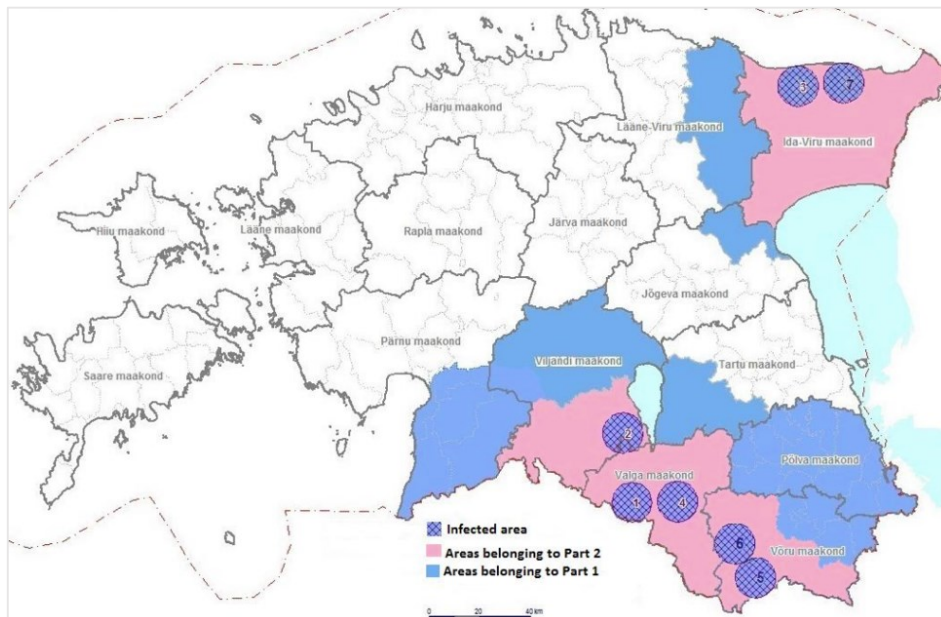 Harju maakond
Lääne-Viru maakond
Ida-Viru maakond
3
7
Hiiu maakond
Lääne maakond
Rapla maakond
Järva maakond
Jõgeva maakond
Saare maakond
Pärnu maakond
Viljandi maakond
Tartu maakond
2
Valga maakond
Põlva maakond
1
4
6
Võru maakond
5
Infected area
Areas belonging to Part 2
Areas belonging to Part 1
0 20 40 km